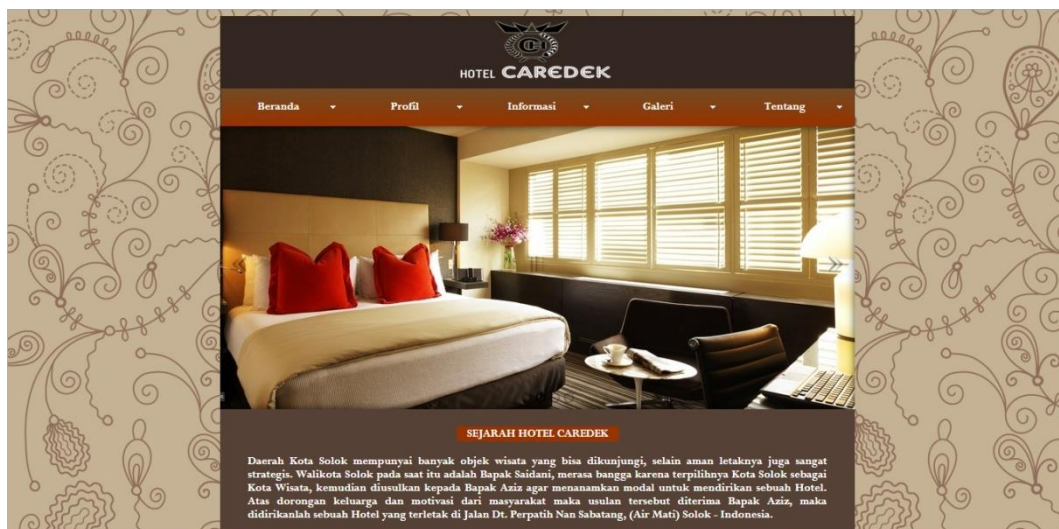 HOTEL CAREDEK
Beranda Profil Informasi Galeri Tentang
SEJARAH HOTEL CAREDEK
Daerah Kota Solok mempunyai banyak objek wisata yang bisa dikunjungi, selain aman letaknya juga sangat
strategis. Walikota Solok pada saat itu adalah Bapak Saidani, merasa bangga karena terpilihnya Kota Solok sebagai
Kota Wisata, kemudian diusulkan kepada Bapak Aziz agar menanamkan modal untuk mendirikan sebuah Hotel.
Atas dorongan keluarga dan motivasi dari masyarakat maka usulan tersebut diterima Bapak Aziz, maka
didirikanlah sebuah Hotel yang terletak di Jalan Dt. Perpatih Nan Sabatang, (Air Mati) Solok - Indonesia.